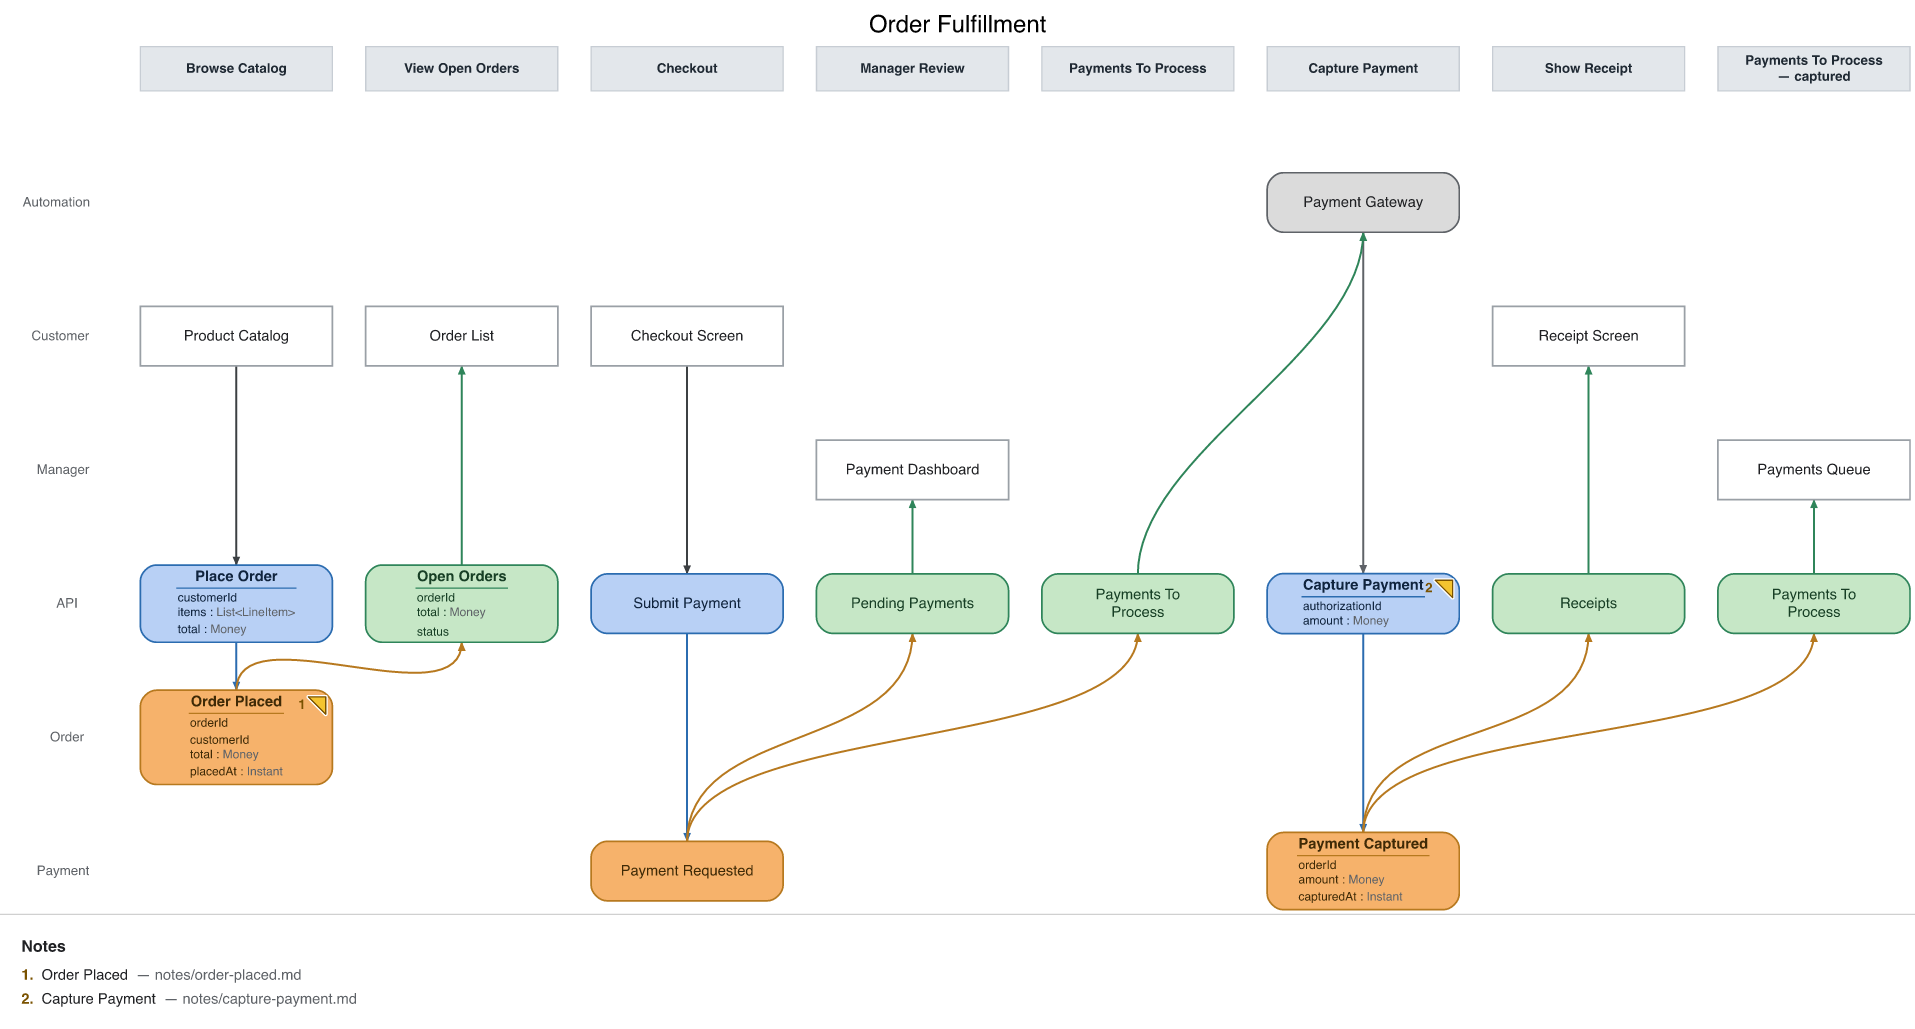 Order Fulfillment
Browse Catalog
View Open Orders
Checkout
Manager Review
Payments To Process
Capture Payment
Show Receipt
Payments To Process
— captured
Automation
Payment Gateway
Customer
Product Catalog
Order List
Checkout Screen
Receipt Screen
Manager
Payment Dashboard
Payments Queue
API
Place Order
customerId
items : List<LineItem>
total : Money
Open Orders
orderId
total : Money
status
Submit Payment
Pending Payments
Payments To
Process
Capture Payment 2
authorizationId
amount : Money
Receipts
Payments To
Process
Order
Order Placed 1
orderId
customerId
total : Money
placedAt : Instant
Payment
Payment Requested
Payment Captured
orderId
amount : Money
capturedAt : Instant
Notes
1. Order Placed — notes/order-placed.md
2. Capture Payment — notes/capture-payment.md